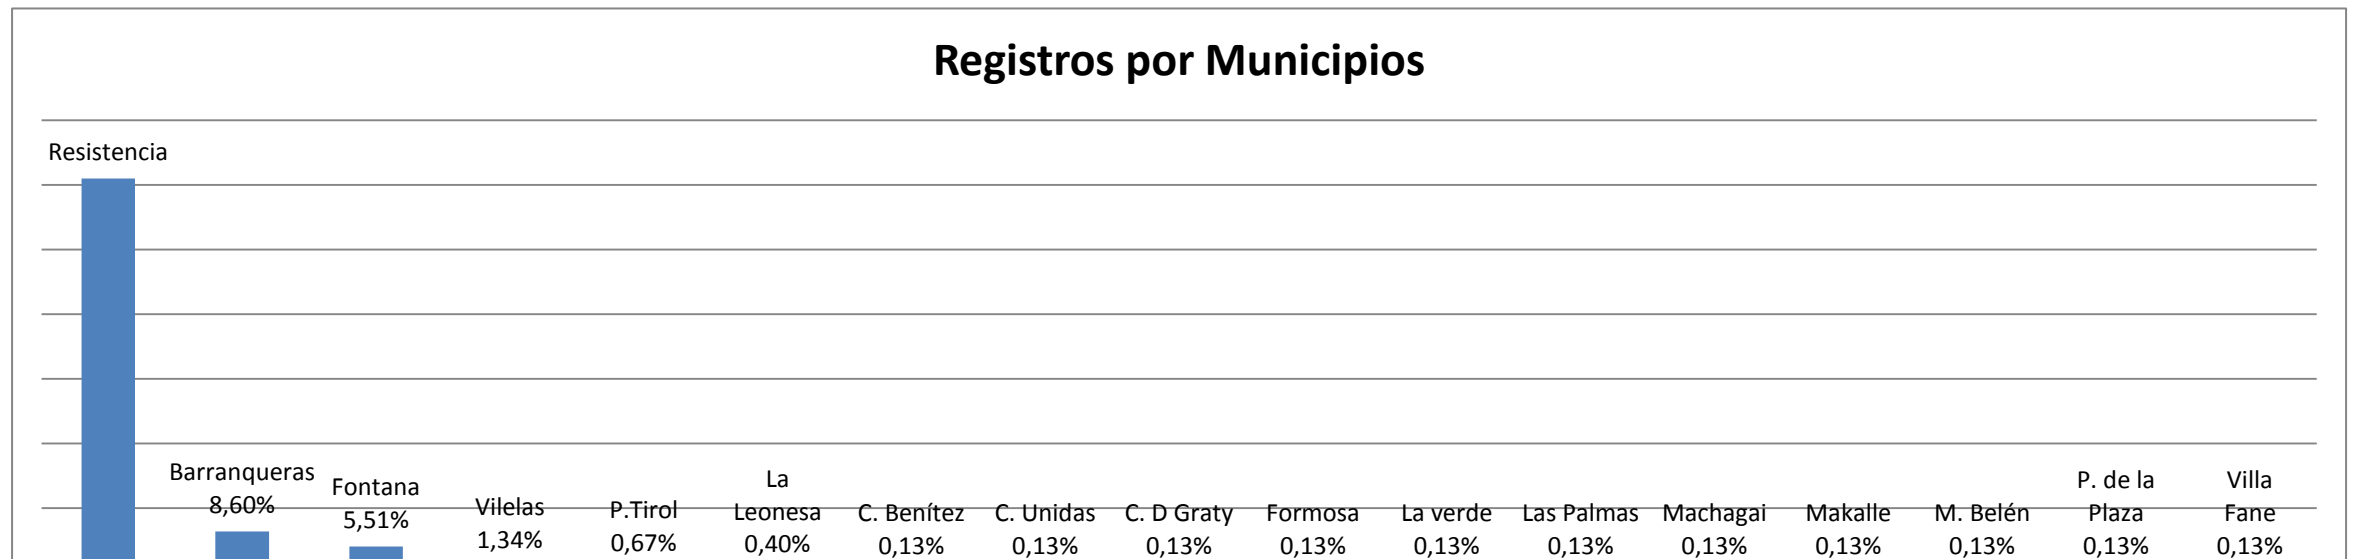 Registros por Municipios
Resistencia
Barranqueras
8,60%
Fontana
5,51%
Vilelas
1,34%
P.Tirol
0,67%
La
Leonesa
0,40%
C. Benítez
0,13%
C. Unidas
0,13%
C. D Graty
0,13%
Formosa
0,13%
La verde
0,13%
Las Palmas
0,13%
Machagai
0,13%
Makalle
0,13%
M. Belén
0,13%
P. de la
Plaza
0,13%
Villa
Fane
0,13%